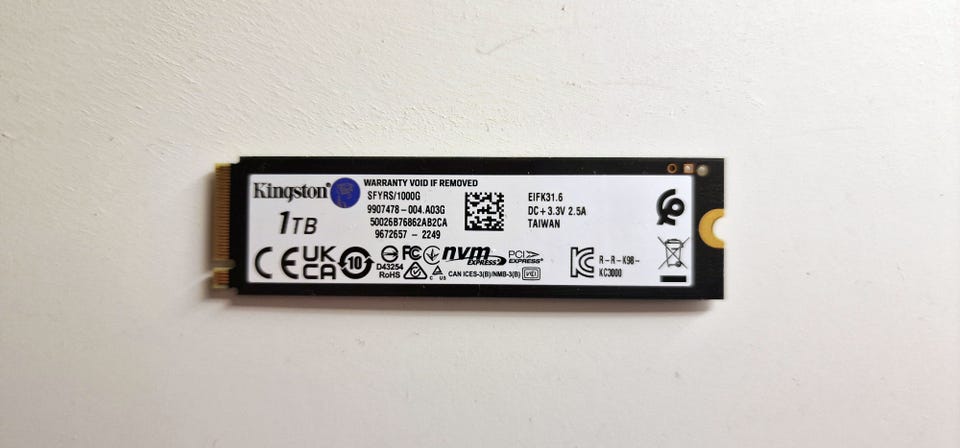 Kingston
1TB
WARRANTY VOID IF REMOVED
SFYRS/1000G
9907478-004.A03G
50026B76862AB2CA
9672657 - 2249
EIFK31.6
DC+3.3V 2.5A
TAIWAN
CE
UK
CA
10
D43254
RoHS
FC
nvm
EXPRESS
PCI
EXPRESS
C US
CAN ICES-3(B)/NMB-3(B)
R-R-K98-
KC3000